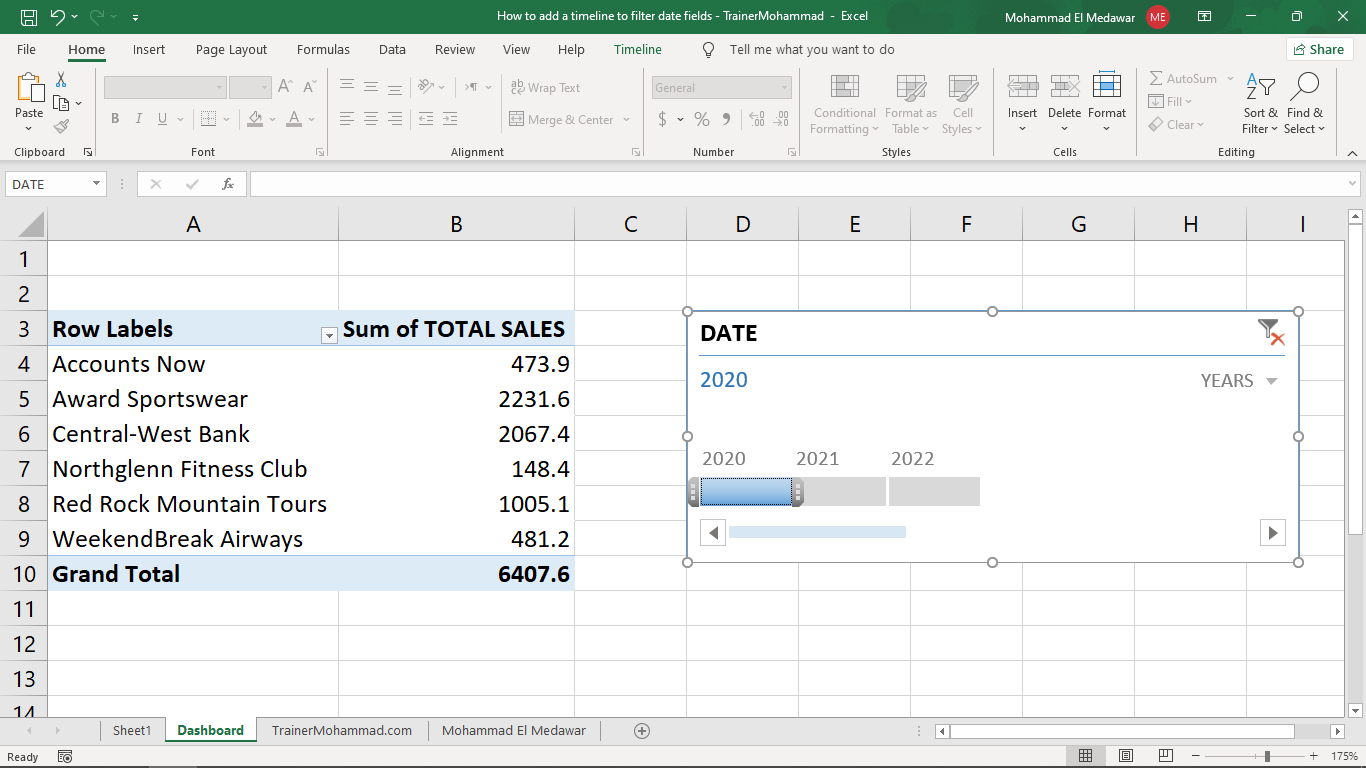 How to add a timeline to filter date fields - TrainerMohammad - Excel
Mohammad El Medawar ME
File Home Insert Page Layout Formulas Data Review View Help Timeline Tell me what you want to do Share
Paste
Clipboard
B I U A
Font
ab Wrap Text
Merge & Center
Alignment
General
$ % 9
Number
Conditional Formatting
Format as Table
Cell Styles
Styles
Insert Delete Format
Cells
AutoSum
Fill
Clear
Sort & Filter
Find & Select
Editing
DATE fx
A B C D E F G H I
1
2
3 Row Labels Sum of TOTAL SALES
4 Accounts Now 473.9
5 Award Sportswear 2231.6
6 Central-West Bank 2067.4
7 Northglenn Fitness Club 148.4
8 Red Rock Mountain Tours 1005.1
9 WeekendBreak Airways 481.2
10 Grand Total 6407.6
11
12
13
14
DATE
2020 YEARS
2020 2021 2022
Sheet1 Dashboard TrainerMohammad.com Mohammad El Medawar
Ready 175%